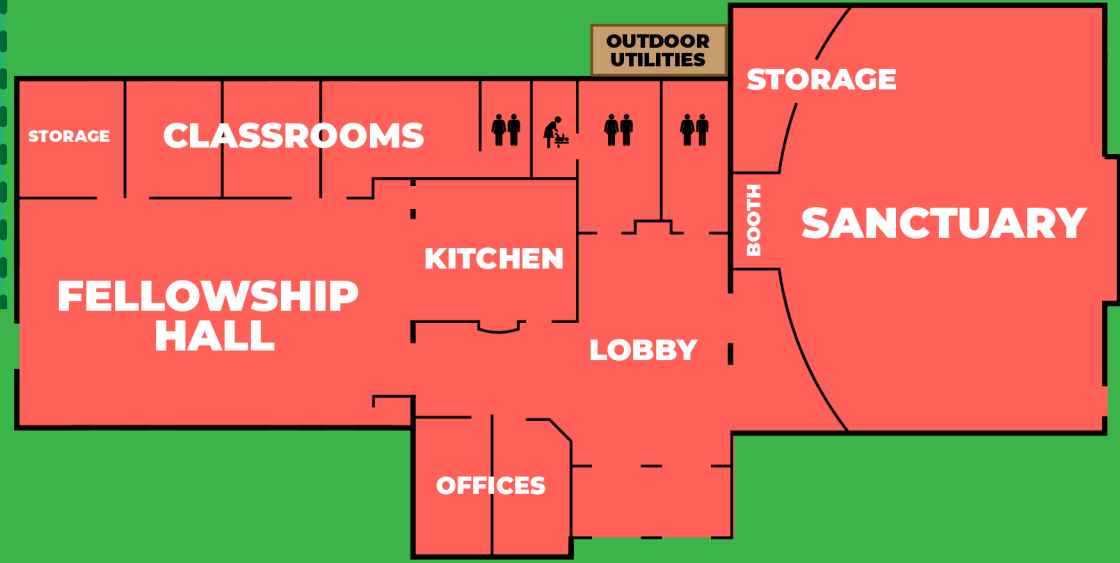 OUTDOOR
UTILITIES
STORAGE
STORAGE
CLASSROOMS
BOOTH
SANCTUARY
KITCHEN
FELLOWSHIP
HALL
LOBBY
OFFICES